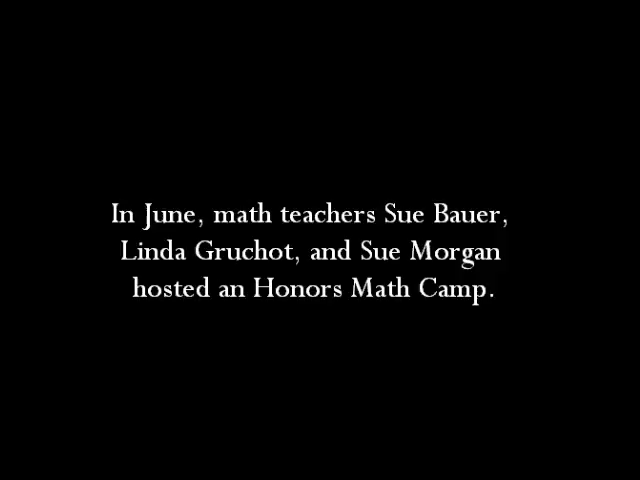 In June, math teachers Sue Bauer,
Linda Gruchot, and Sue Morgan
hosted an Honors Math Camp.